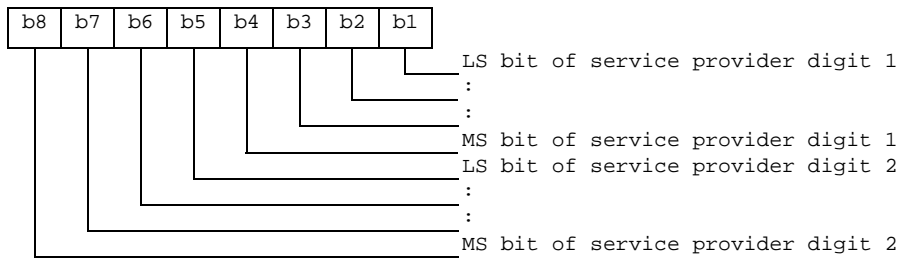 b8 b7 b6 b5 b4 b3 b2 b1
LS bit of service provider digit 1
:
:
MS bit of service provider digit 1
LS bit of service provider digit 2
:
:
MS bit of service provider digit 2